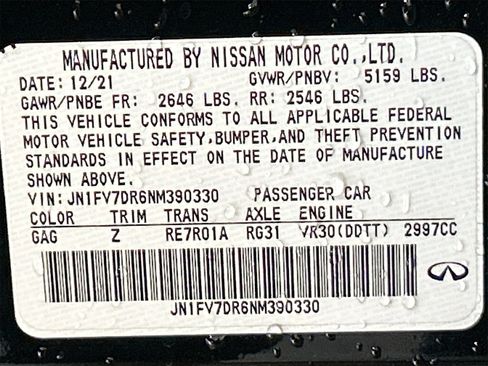 MANUFACTURED BY NISSAN MOTOR CO.,LTD.
DATE: 12/21 GVWR/PNBV: 5159 LBS.
GAWR/PNBE FR: 2646 LBS. RR: 2546 LBS.
THIS VEHICLE CONFORMS TO ALL APPLICABLE FEDERAL
MOTOR VEHICLE SAFETY,BUMPER,AND THEFT PREVENTION
STANDARDS IN EFFECT ON THE DATE OF MANUFACTURE
SHOWN ABOVE.
VIN: JN1FV7DR6NM390330 PASSENGER CAR
COLOR TRIM TRANS AXLE ENGINE
GAG Z RE7R01A RG31 VR30(DDTT) 2997CC
JN1FV7DR6NM390330